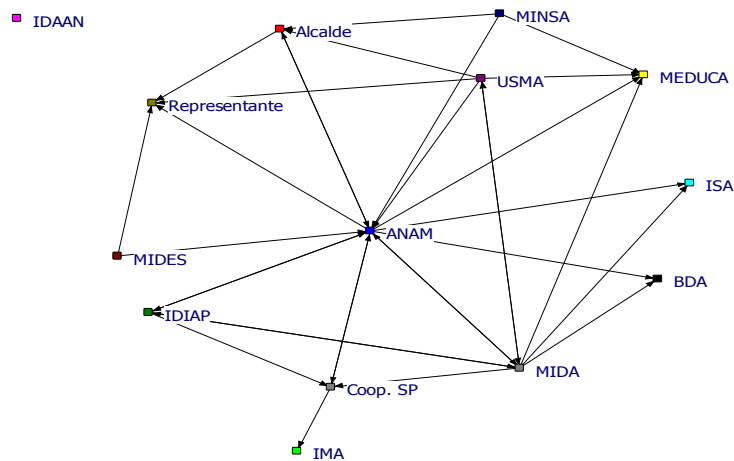 IDAAN
MINSA
Alcalde
MEDUCA
USMA
Representante
ISA
ANAM
MIDES
BDA
IDIAP
MIDA
Coop. SP
IMA